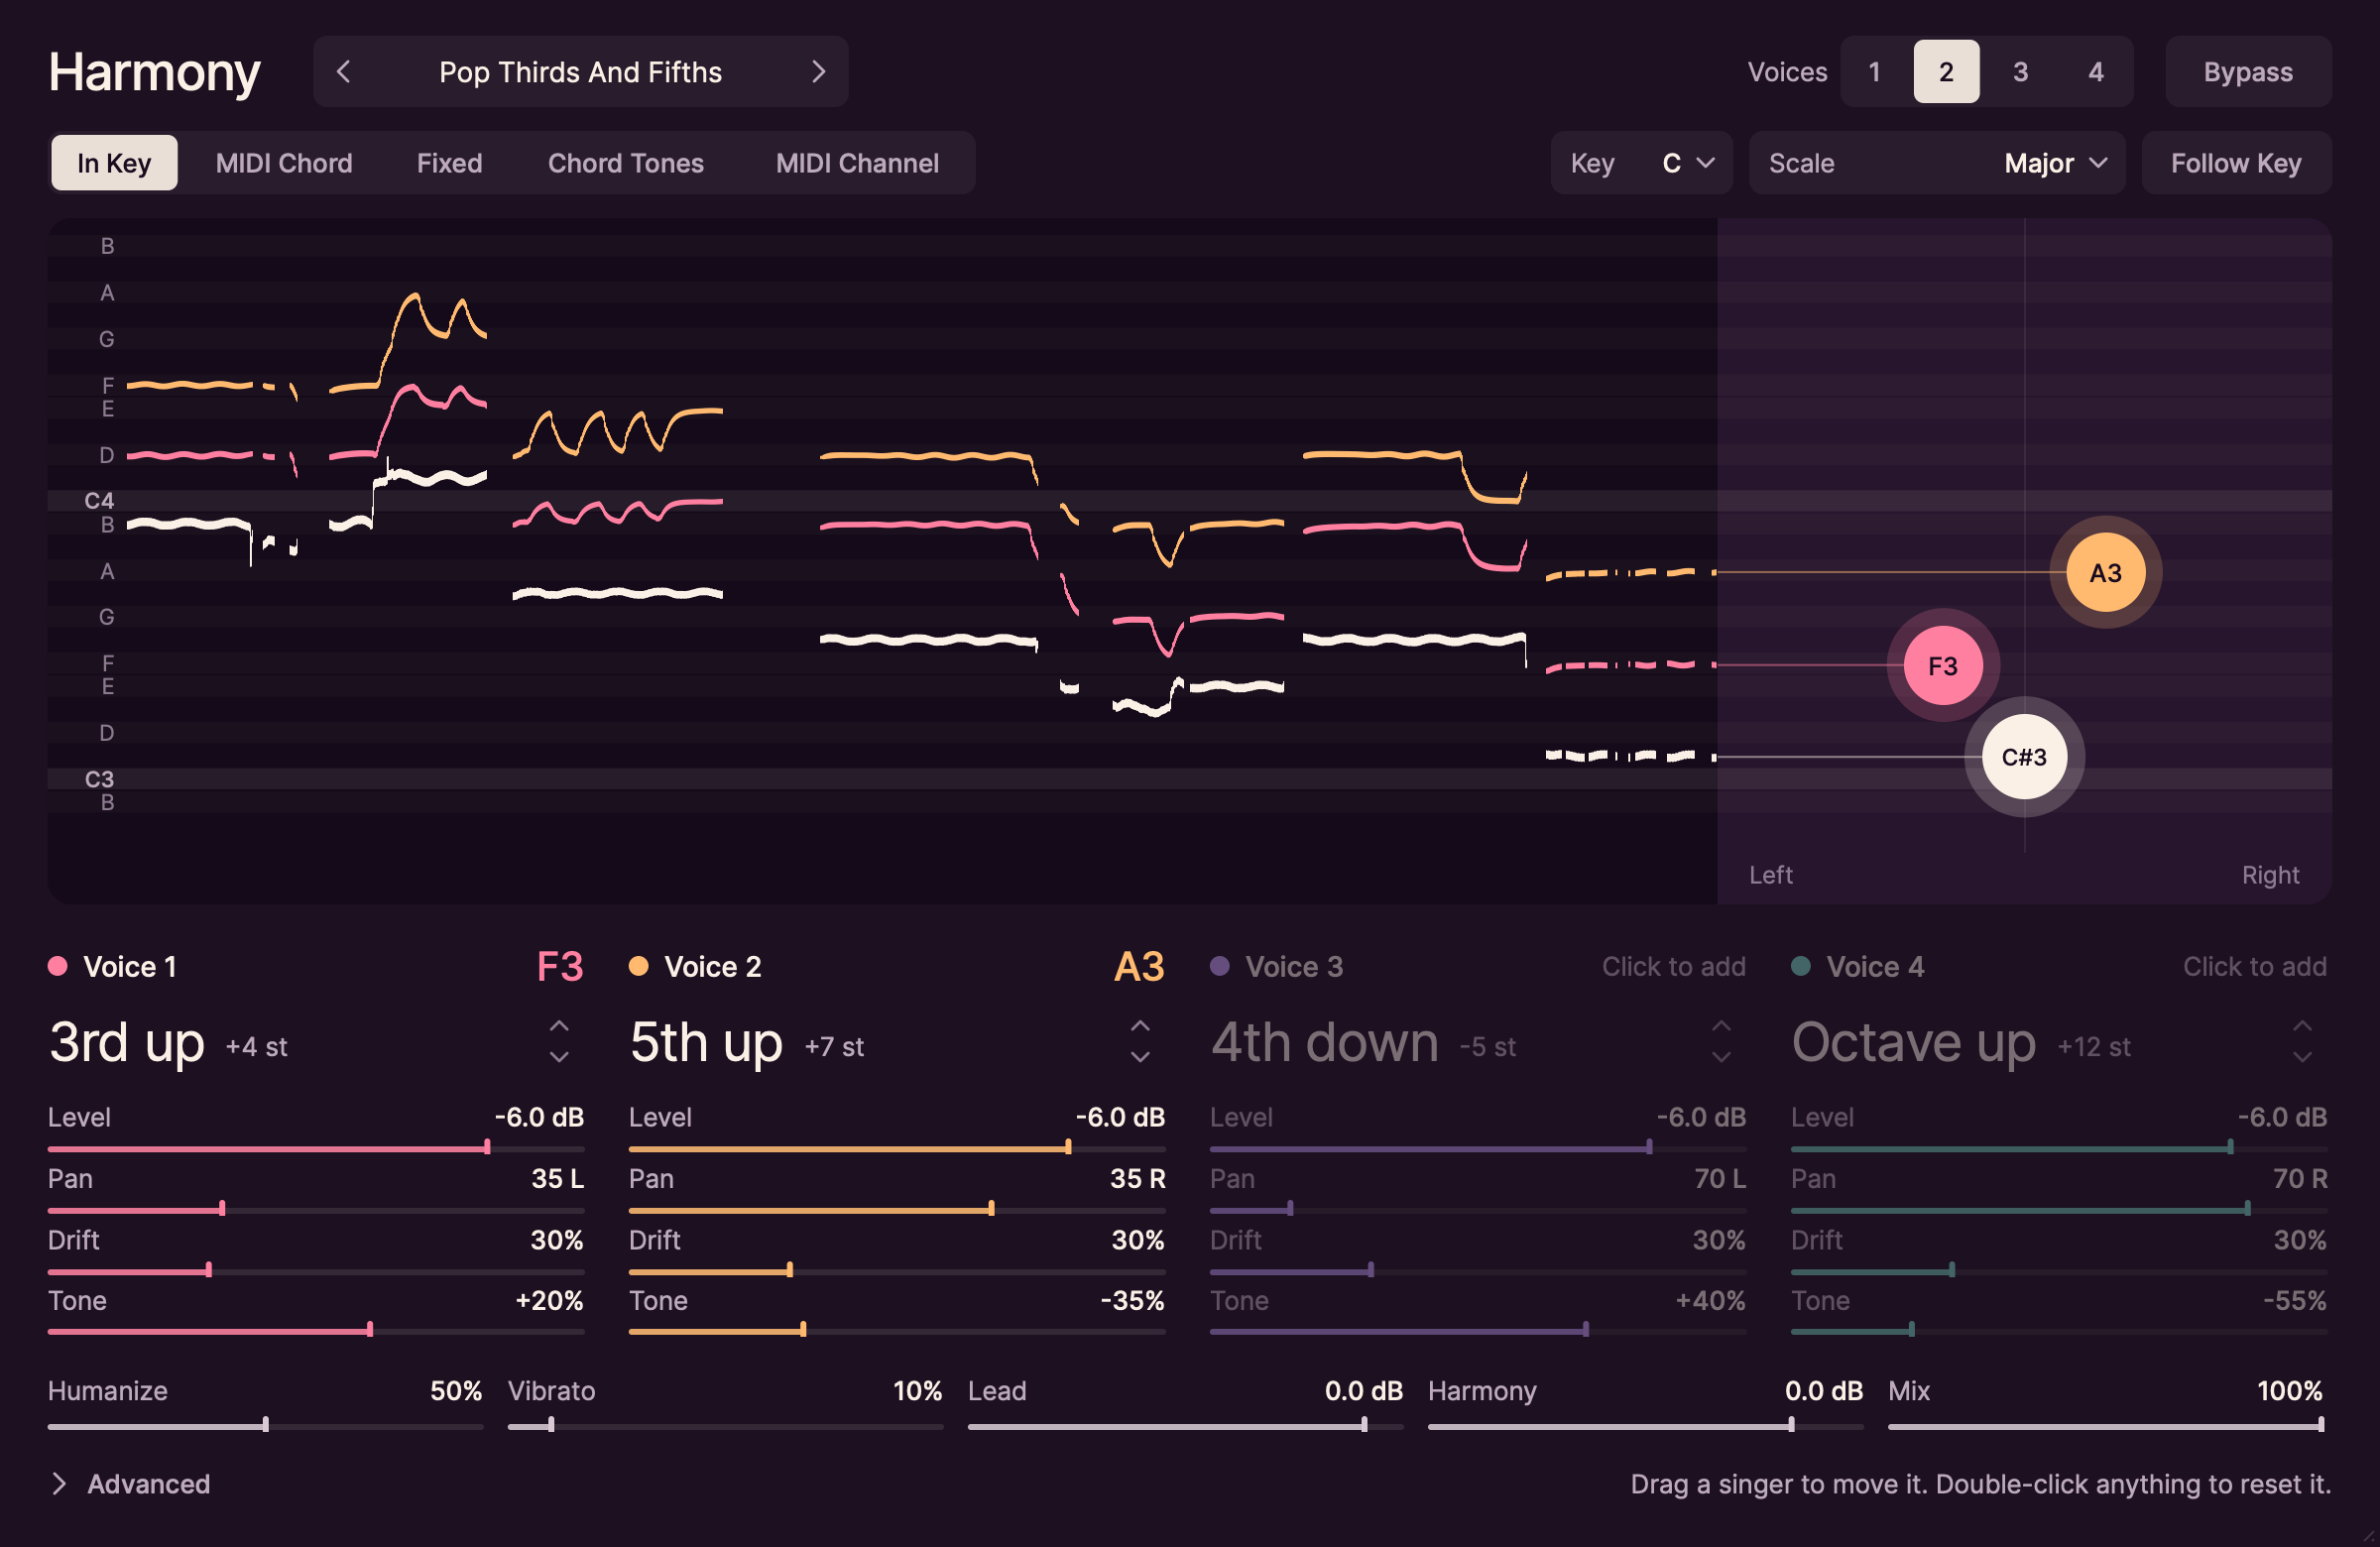 Harmony
Pop Thirds And Fifths
Voices 1 2 3 4 Bypass
In Key MIDI Chord Fixed Chord Tones MIDI Channel
Key C Scale Major Follow Key
B
A
G
F
E
D
C4
B
A
G
F
E
D
C3
B
A3
F3
C#3
Left Right
Voice 1 F3
3rd up +4 st
Level -6.0 dB
Pan 35 L
Drift 30%
Tone +20%
Voice 2 A3
5th up +7 st
Level -6.0 dB
Pan 35 R
Drift 30%
Tone -35%
Voice 3 Click to add
4th down -5 st
Level -6.0 dB
Pan 70 L
Drift 30%
Tone +40%
Voice 4 Click to add
Octave up +12 st
Level -6.0 dB
Pan 70 R
Drift 30%
Tone -55%
Humanize 50% Vibrato 10% Lead 0.0 dB Harmony 0.0 dB Mix 100%
Advanced
Drag a singer to move it. Double-click anything to reset it.